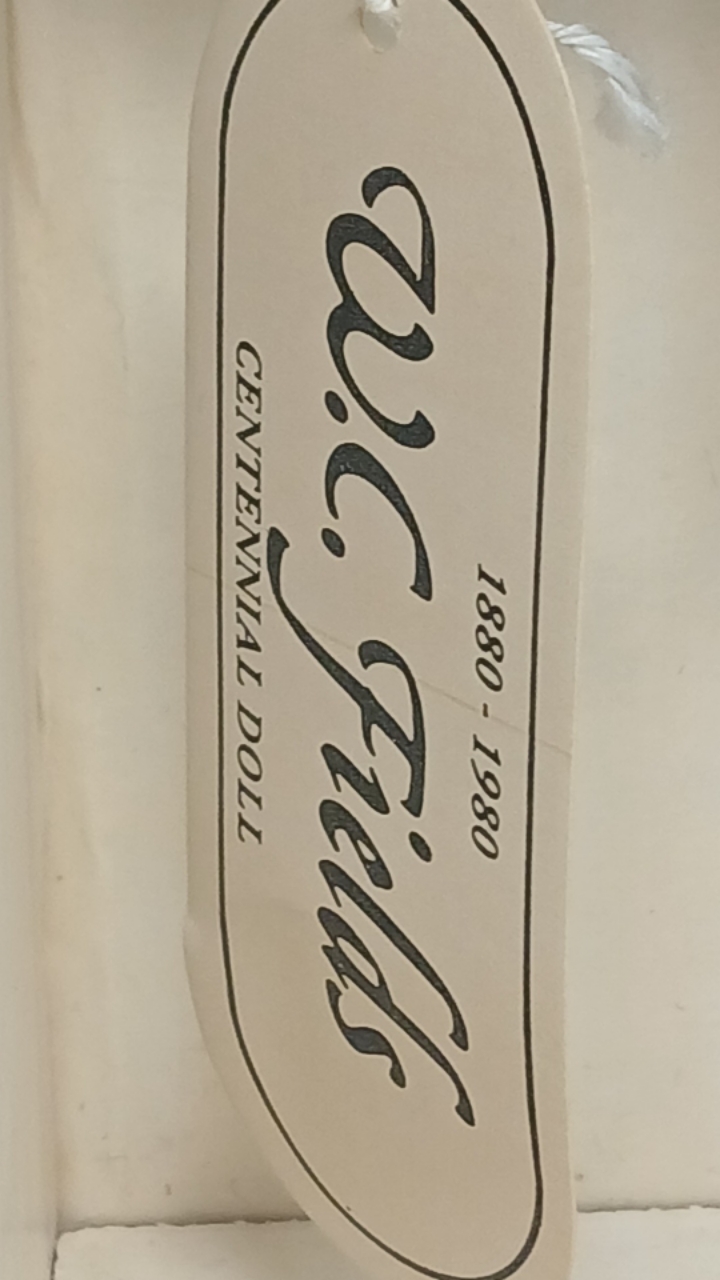 1880 - 1980
W.C. Fields
CENTENNIAL DOLL